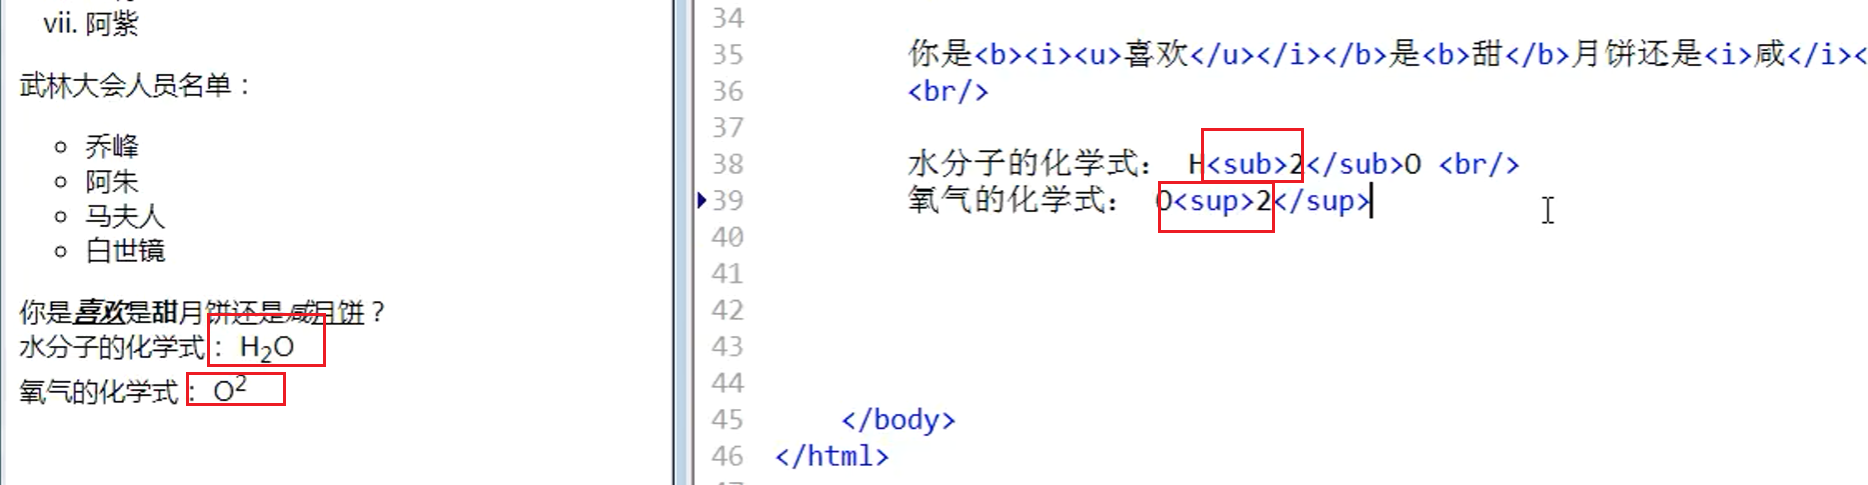 vii. 阿紫
武林大会人员名单：
乔峰
阿朱
马夫人
白世镜
你是喜欢是甜月饼还是咸月饼？
水分子的化学式： H₂O
氧气的化学式： O²
34
35 你是<b><i><u>喜欢</u></i></b>是<b>甜</b>月饼还是<i>咸</i><
36 <br/>
37
38 水分子的化学式： H<sub>2</sub>O <br/>
39 氧气的化学式： O<sup>2</sup>
40
41
42
43
44
45 </body>
46 </html>